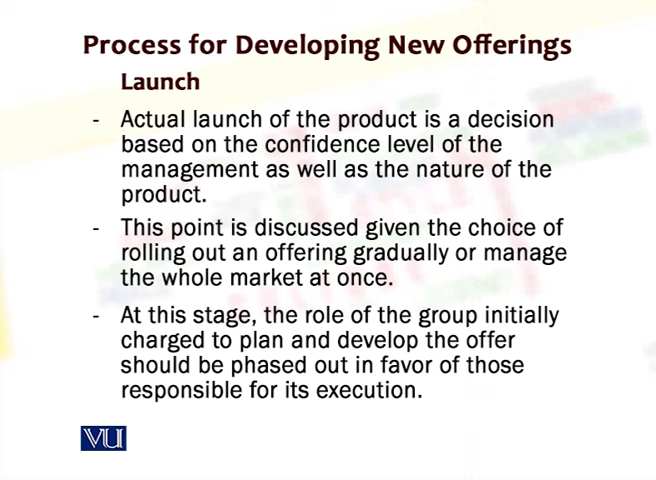 Process for Developing New Offerings
Launch
- Actual launch of the product is a decision
based on the confidence level of the
management as well as the nature of the
product.
- This point is discussed given the choice of
rolling out an offering gradually or manage
the whole market at once.
- At this stage, the role of the group initially
charged to plan and develop the offer
should be phased out in favor of those
responsible for its execution.
VU